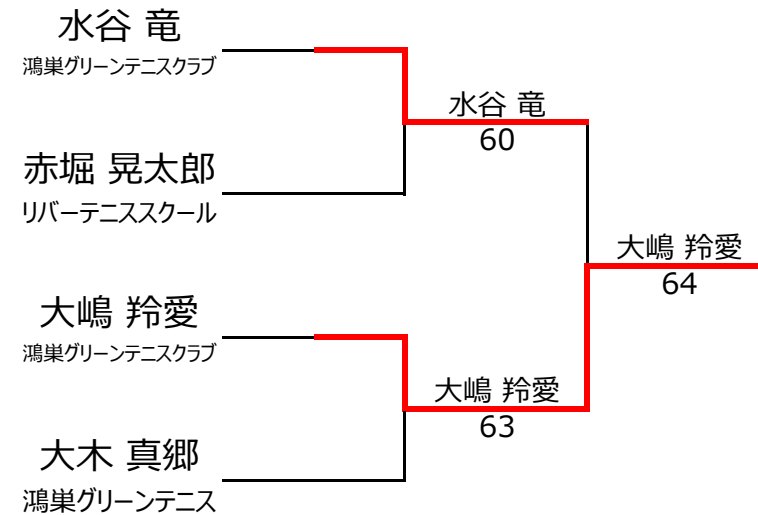 水谷 竜
鴻巣グリーンテニスクラブ
赤堀 晃太郎
リバーテニススクール
大嶋 羚愛
鴻巣グリーンテニスクラブ
大木 真郷
鴻巣グリーンテニス
水谷 竜
60
大嶋 羚愛
63
大嶋 羚愛
64